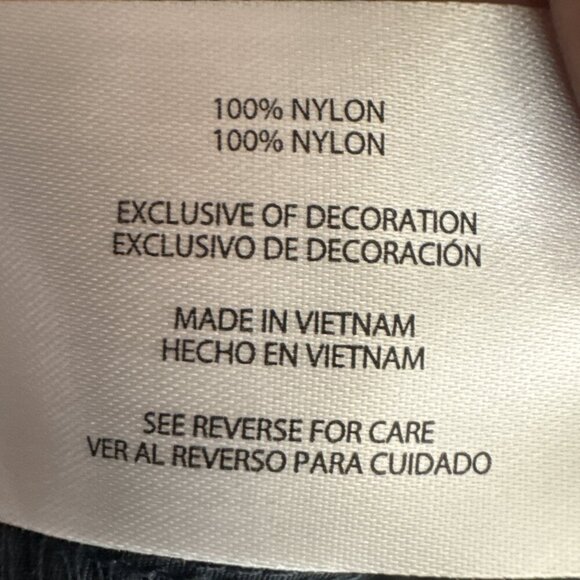 100% NYLON
100% NYLON
EXCLUSIVE OF DECORATION
EXCLUSIVO DE DECORACIÓN
MADE IN VIETNAM
HECHO EN VIETNAM
SEE REVERSE FOR CARE
VER AL REVERSO PARA CUIDADO